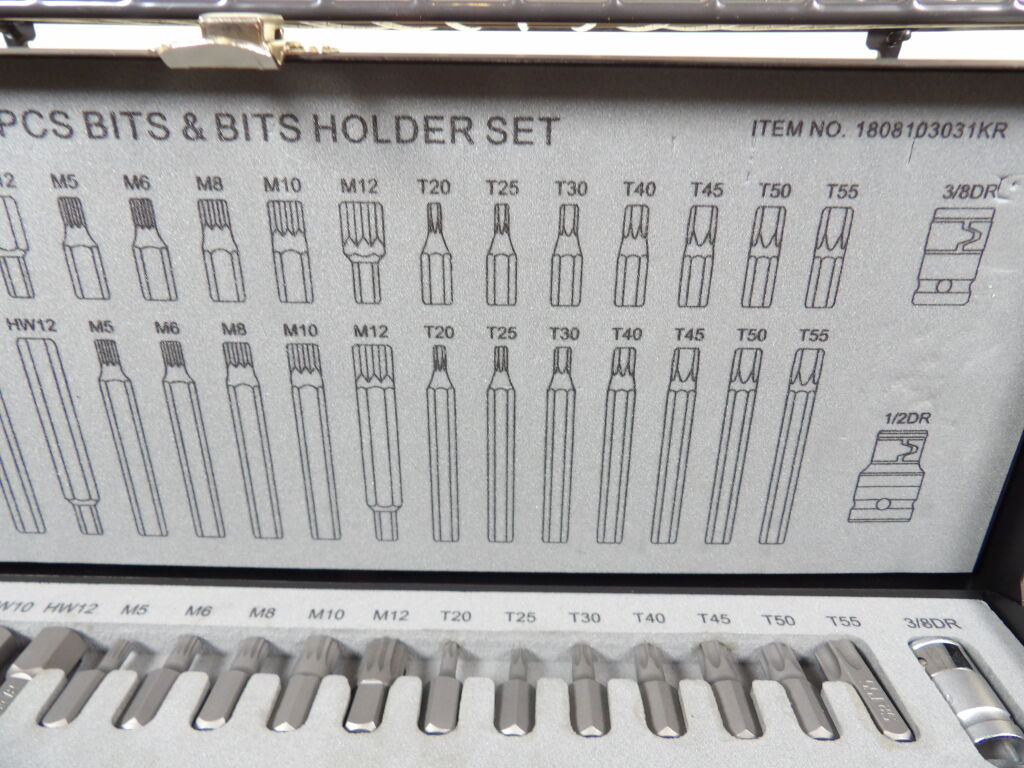 PCS BITS & BITS HOLDER SET
ITEM NO. 1808103031KR
M5 M6 M8 M10 M12 T20 T25 T30 T40 T45 T50 T55 3/8DR
HW12 M5 M6 M8 M10 M12 T20 T25 T30 T40 T45 T50 T55
1/2DR
W10 HW12 M5 M6 M8 M10 M12 T20 T25 T30 T40 T45 T50 T55 3/8DR